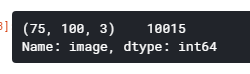 ]
(75, 100, 3)    10015
Name: image, dtype: int64